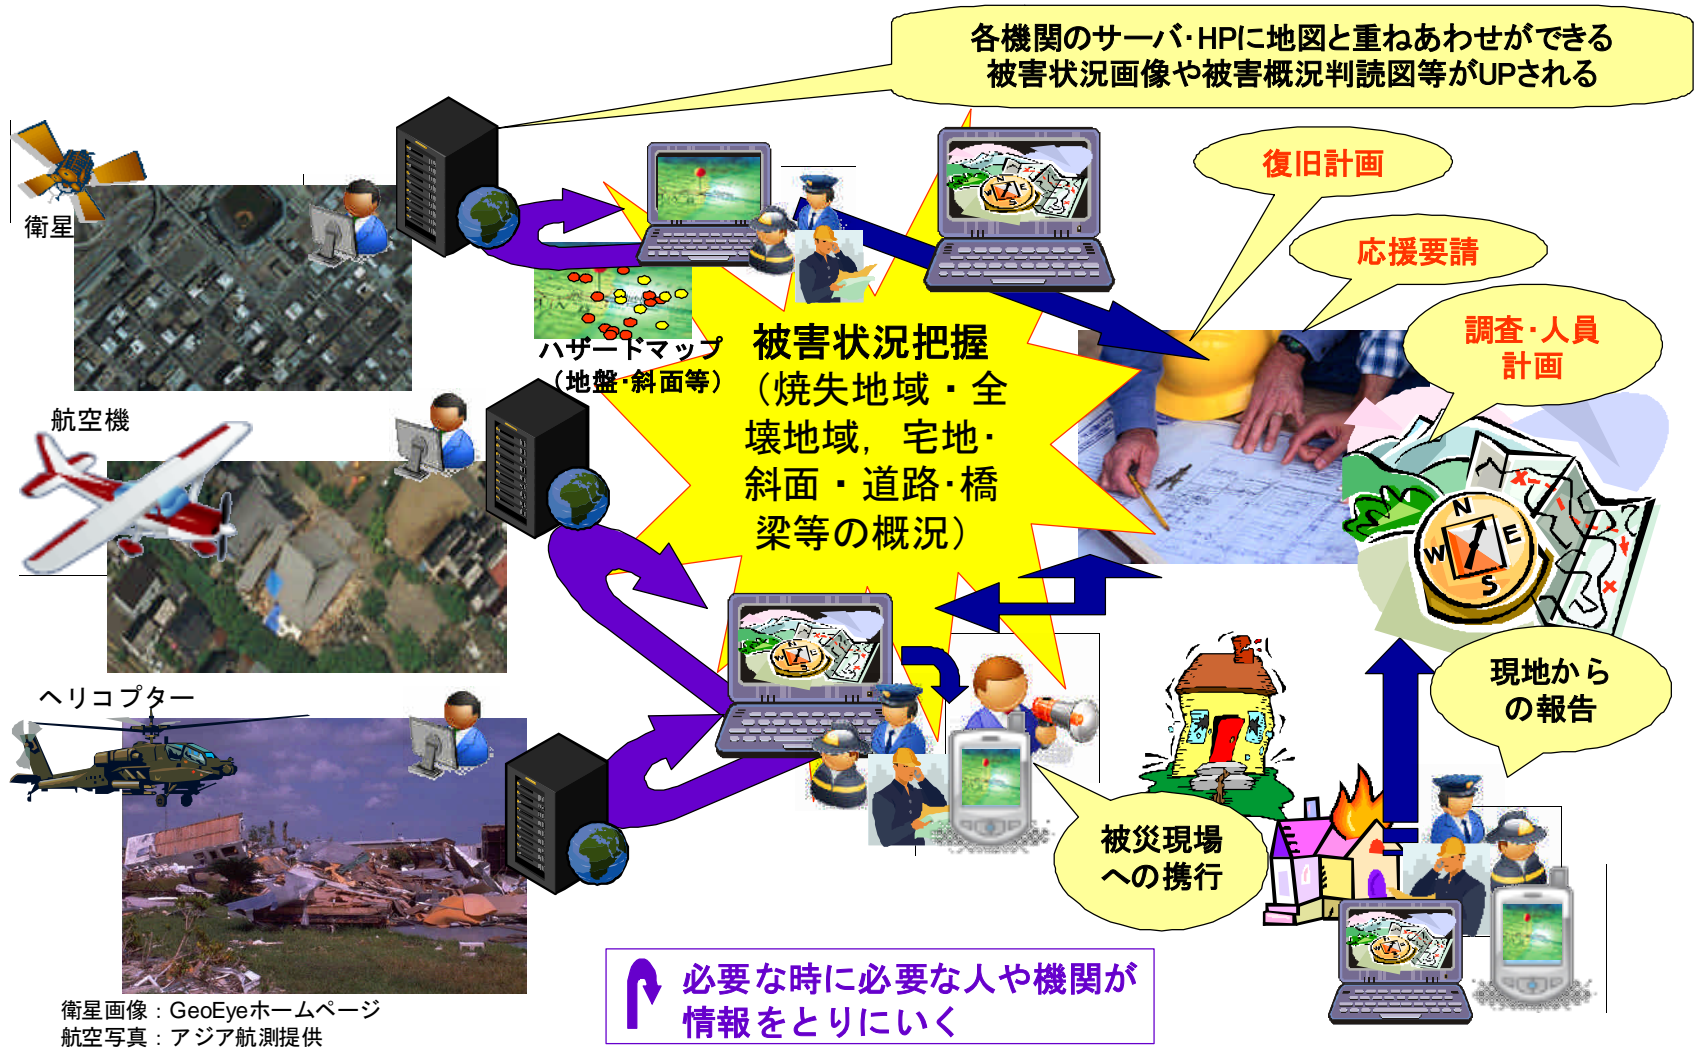 各機関のサーバ・HPに地図と重ねあわせができる
被害状況画像や被害概況判読図等がUPされる
衛星
復旧計画
応援要請
調査・人員
計画
ハザードマップ
（地盤・斜面等）
被害状況把握
（焼失地域・全
壊地域，宅地・
斜面・道路・橋
梁等の概況）
航空機
N
E
W
S
ヘリコプター
現地から
の報告
被災現場
への携行
必要な時に必要な人や機関が
情報をとりにいく
衛星画像：GeoEyeホームページ
航空写真：アジア航測提供